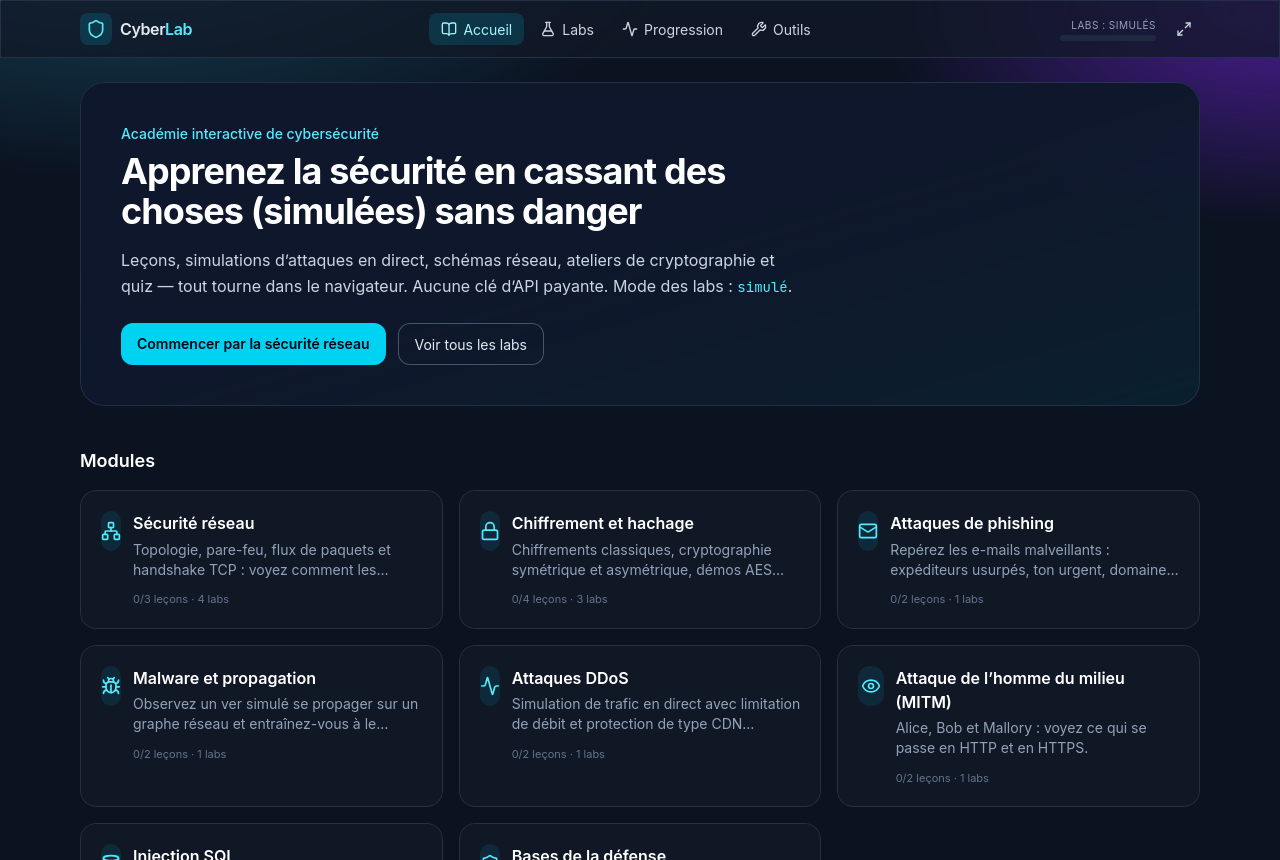 CyberLab
Accueil
Labs
Progression
Outils
LABS : SIMULÉS
Académie interactive de cybersécurité
Apprenez la sécurité en cassant des
choses (simulées) sans danger
Leçons, simulations d’attaques en direct, schémas réseau, ateliers de cryptographie et
quiz — tout tourne dans le navigateur. Aucune clé d’API payante. Mode des labs : simulé.
Commencer par la sécurité réseau
Voir tous les labs
Modules
Sécurité réseau
Topologie, pare-feu, flux de paquets et
handshake TCP : voyez comment les…
0/3 leçons · 4 labs
Chiffrement et hachage
Chiffrements classiques, cryptographie
symétrique et asymétrique, démos AES…
0/4 leçons · 3 labs
Attaques de phishing
Repérez les e-mails malveillants :
expéditeurs usurpés, ton urgent, domaine…
0/2 leçons · 1 labs
Malware et propagation
Observez un ver simulé se propager sur un
graphe réseau et entraînez-vous à le…
0/2 leçons · 1 labs
Attaques DDoS
Simulation de trafic en direct avec limitation
de débit et protection de type CDN…
0/2 leçons · 1 labs
Attaque de l’homme du milieu
(MITM)
Alice, Bob et Mallory : voyez ce qui se
passe en HTTP et en HTTPS.
0/2 leçons · 1 labs
Injection SQL
Bases de la défense